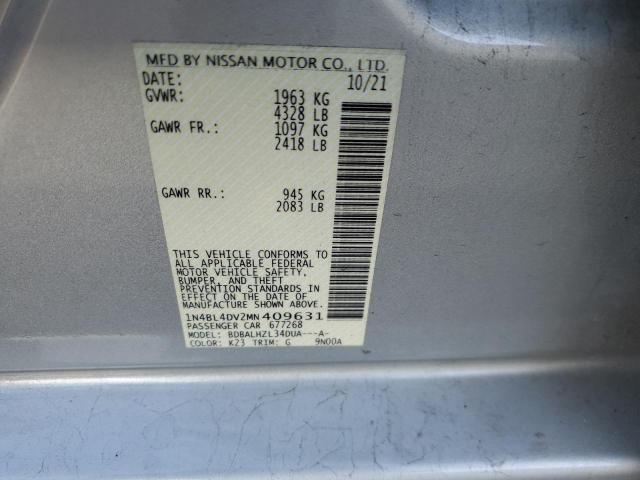 MFD BY NISSAN MOTOR CO., LTD.
DATE: 10/21
GVWR: 1963 KG
4328 LB
GAWR FR.: 1097 KG
2418 LB
GAWR RR.: 945 KG
2083 LB
THIS VEHICLE CONFORMS TO
ALL APPLICABLE FEDERAL
MOTOR VEHICLE SAFETY,
BUMPER, AND THEFT
PREVENTION STANDARDS IN
EFFECT ON THE DATE OF
MANUFACTURE SHOWN ABOVE.
1N4BL4DV2MN409631
PASSENGER CAR 677268
MODEL: BDBALHZL34DUA---A-
COLOR: K23 TRIM: G 9N00A